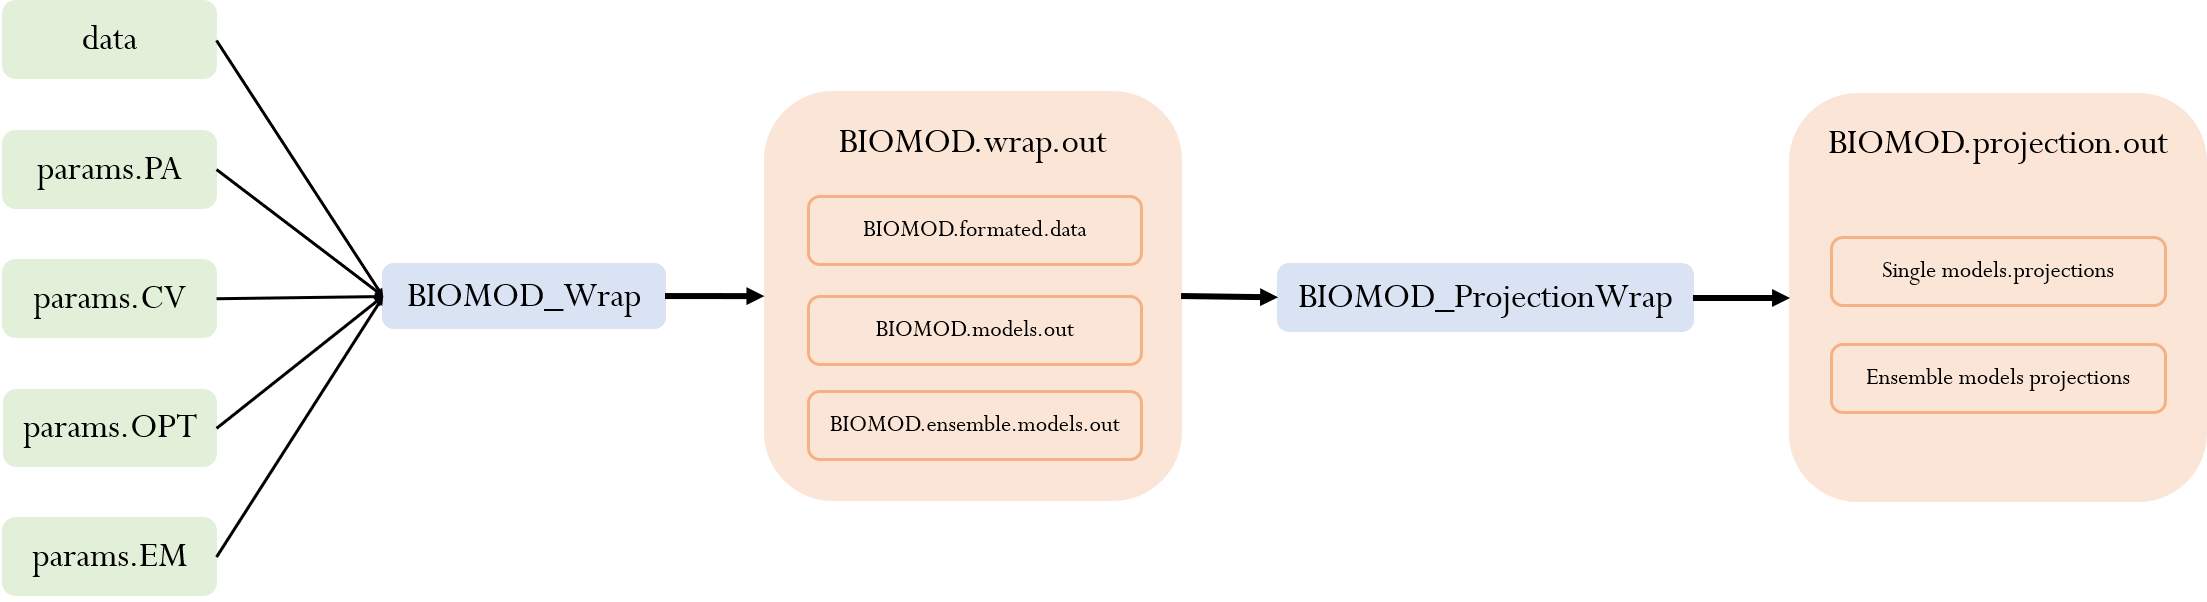 data
params.PA
params.CV
params.OPT
params.EM
BIOMOD_Wrap
BIOMOD.wrap.out
BIOMOD.formated.data
BIOMOD.models.out
BIOMOD.ensemble.models.out
BIOMOD_ProjectionWrap
BIOMOD.projection.out
Single models.projections
Ensemble models projections